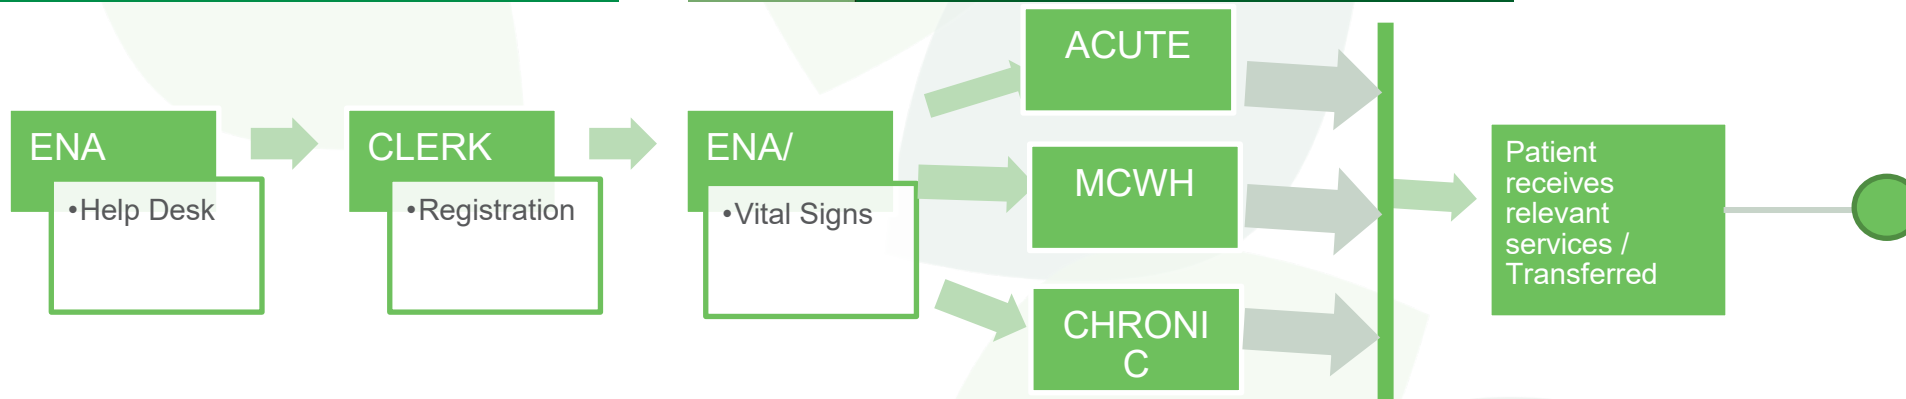 ENA
•Help Desk
CLERK
•Registration
ENA/
•Vital Signs
ACUTE
MCWH
CHRONI
C
Patient
receives
relevant
services /
Transferred